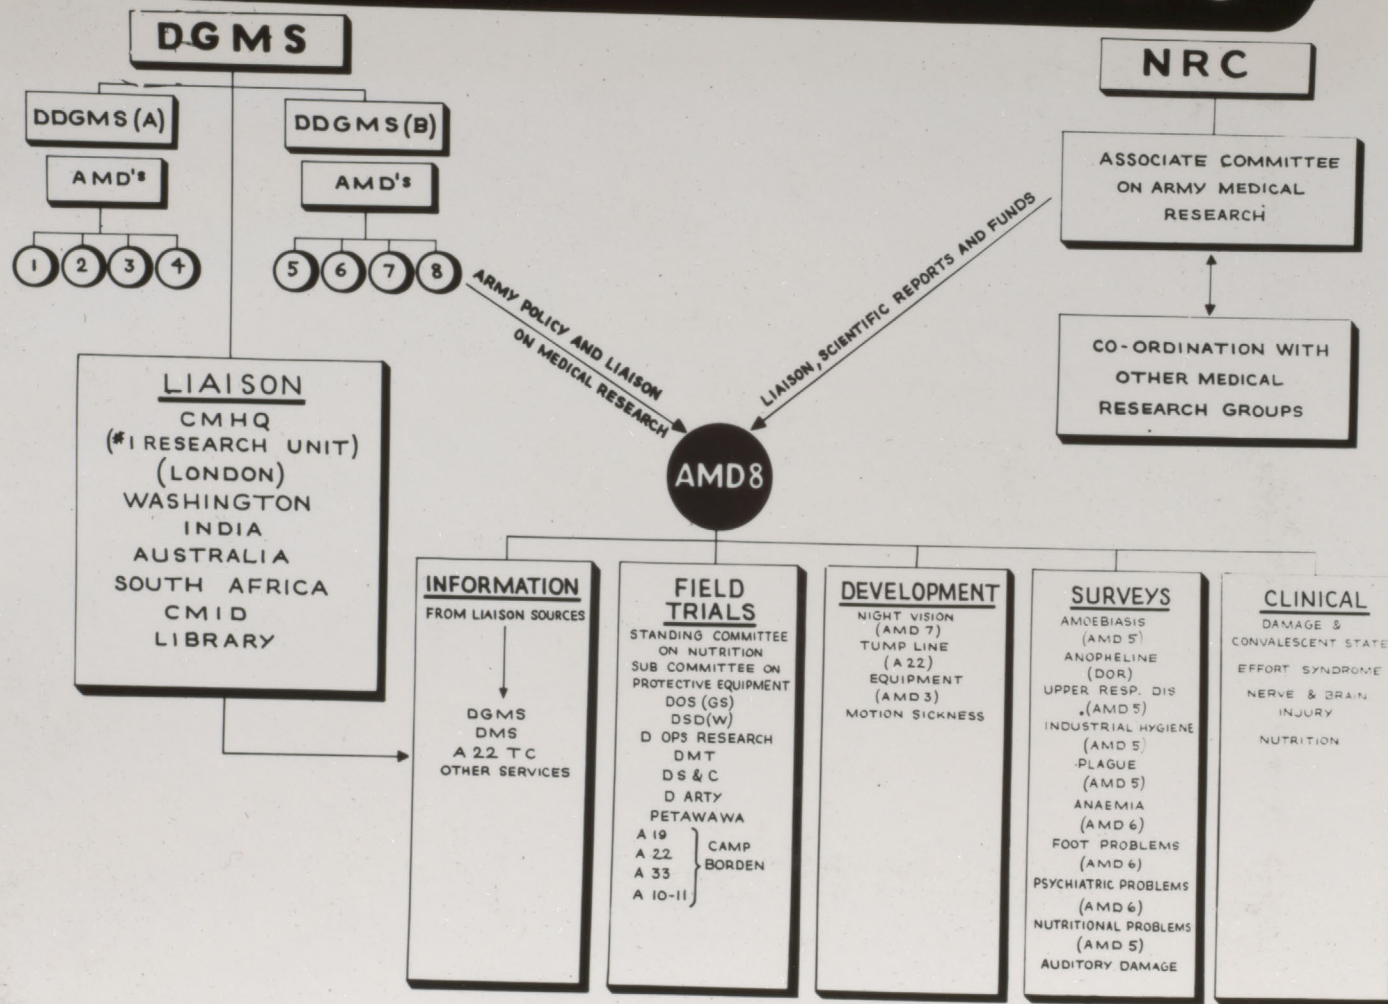 DGMS
DDGMS (A)
AMD's
1 2 3 4
DDGMS (B)
AMD's
5 6 7 8
NRC
ASSOCIATE COMMITTEE
ON ARMY MEDICAL
RESEARCH
CO-ORDINATION WITH
OTHER MEDICAL
RESEARCH GROUPS
ARMY POLICY AND LIAISON
ON MEDICAL RESEARCH
LIAISON, SCIENTIFIC REPORTS AND FUNDS
AMD8
LIAISON
CMHQ
(#1 RESEARCH UNIT)
(LONDON)
WASHINGTON
INDIA
AUSTRALIA
SOUTH AFRICA
CMID
LIBRARY
INFORMATION
FROM LIAISON SOURCES
DGMS
DMS
A 22 TC
OTHER SERVICES
FIELD
TRIALS
STANDING COMMITTEE
ON NUTRITION
SUB COMMITTEE ON
PROTECTIVE EQUIPMENT
DOS (GS)
DSD(W)
D OPS RESEARCH
DMT
DS & C
D ARTY
PETAWAWA
A 19
A 22
A 33
A 10-11
CAMP
BORDEN
DEVELOPMENT
NIGHT VISION
(AMD 7)
TUMP LINE
(A 22)
EQUIPMENT
(AMD 3)
MOTION SICKNESS
SURVEYS
AMOEBIASIS
(AMD 5)
ANOPHELINE
(DOR)
UPPER RESP. DIS
(AMD 5)
INDUSTRIAL HYGIENE
(AMD 5)
PLAGUE
(AMD 5)
ANAEMIA
(AMD 6)
FOOT PROBLEMS
(AMD 6)
PSYCHIATRIC PROBLEMS
(AMD 6)
NUTRITIONAL PROBLEMS
(AMD 5)
AUDITORY DAMAGE
CLINICAL
DAMAGE &
CONVALESCENT STATE
EFFORT SYNDROME
NERVE & BRAIN
INJURY
NUTRITION